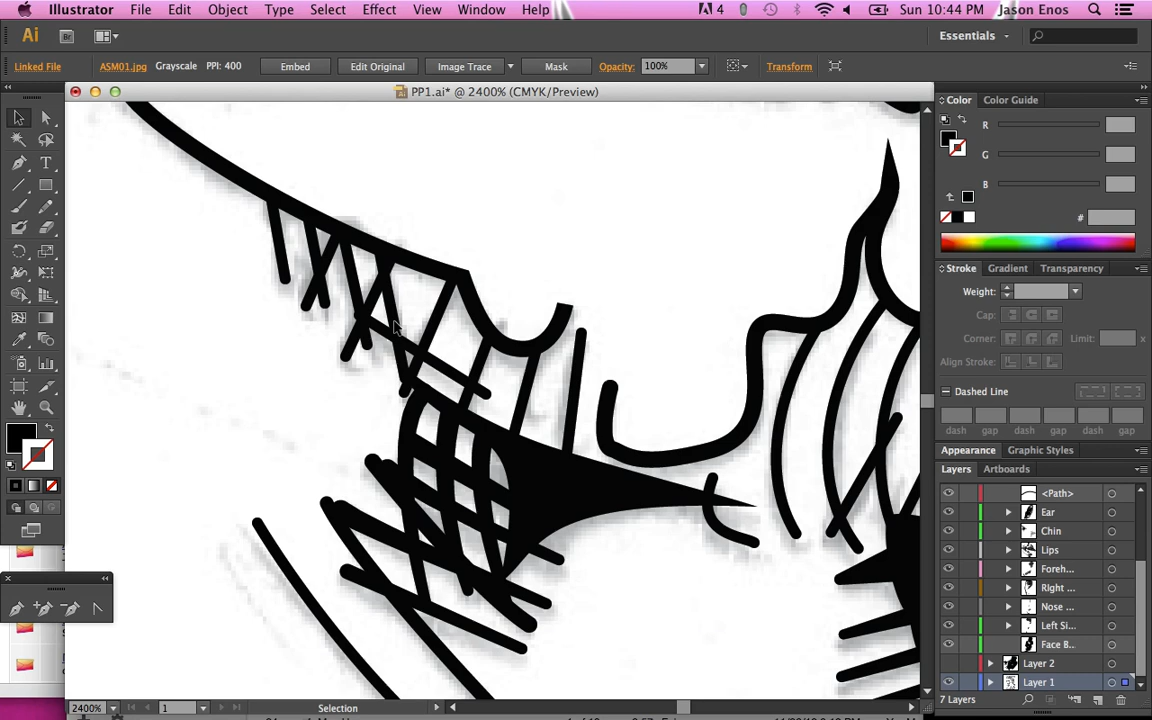 Illustrator File Edit Object Type Select Effect View Window Help 4 Sun 10:44 PM Jason Enos
Ai Br Essentials
Linked File ASM01.jpg Grayscale PPI: 400 Embed Edit Original Image Trace Mask Opacity: 100% Transform
PP1.ai* @ 2400% (CMYK/Preview)
Color Color Guide
R
G
B
#
Stroke Gradient Transparency
Weight:
Cap:
Corner: Limit: x
Align Stroke:
Dashed Line
dash gap dash gap dash gap
Appearance Graphic Styles
Layers Artboards
<Path>
Ear
Chin
Lips
Foreh...
Right ...
Nose ...
Left Si...
Face B...
Layer 2
Layer 1
7 Layers
2400% 1 Selection